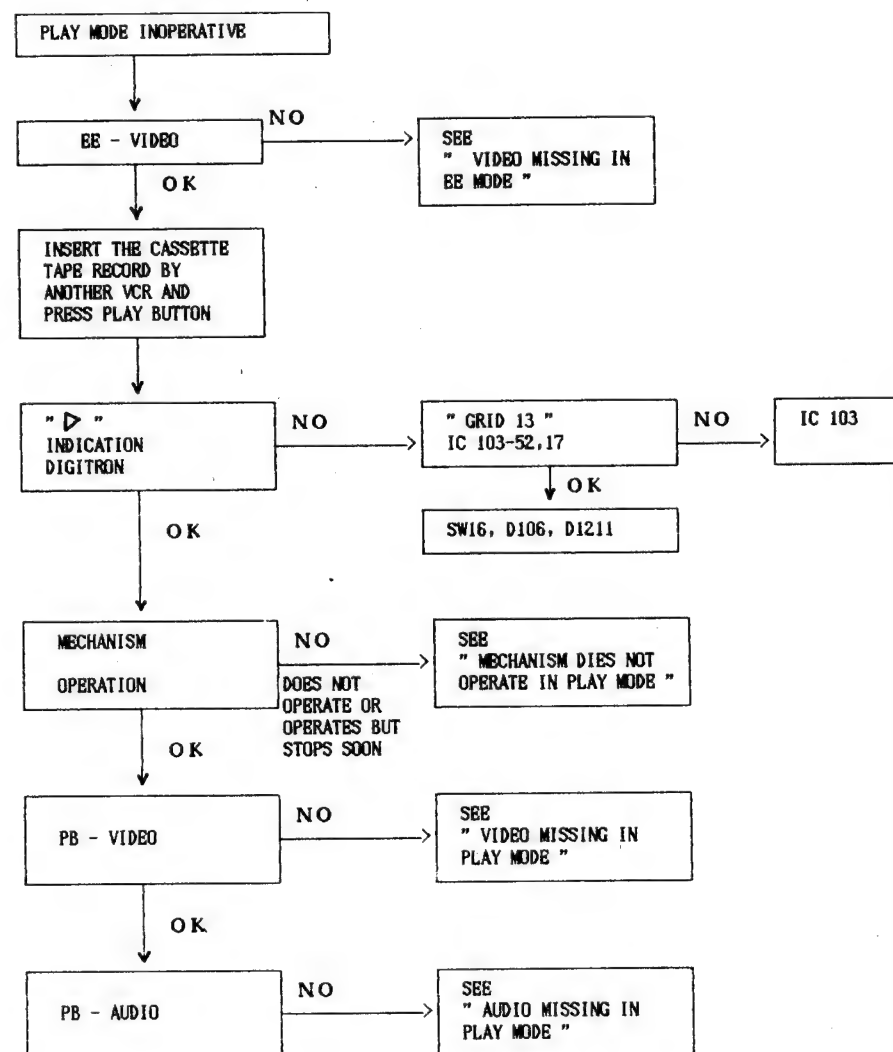 PLAY MODE INOPERATIVE
EE - VIDEO
NO
SEE
" VIDEO MISSING IN
EE MODE "
OK
INSERT THE CASSETTE
TAPE RECORD BY
ANOTHER VCR AND
PRESS PLAY BUTTON
" ▷ "
INDICATION
DIGITRON
NO
" GRID 13 "
IC 103-52,17
NO
IC 103
OK
SW16, D106, D1211
OK
MECHANISM
OPERATION
NO
DOES NOT
OPERATE OR
OPERATES BUT
STOPS SOON
SEE
" MECHANISM DIES NOT
OPERATE IN PLAY MODE "
OK
PB - VIDEO
NO
SEE
" VIDEO MISSING IN
PLAY MODE "
OK
PB - AUDIO
NO
SEE
" AUDIO MISSING IN
PLAY MODE "